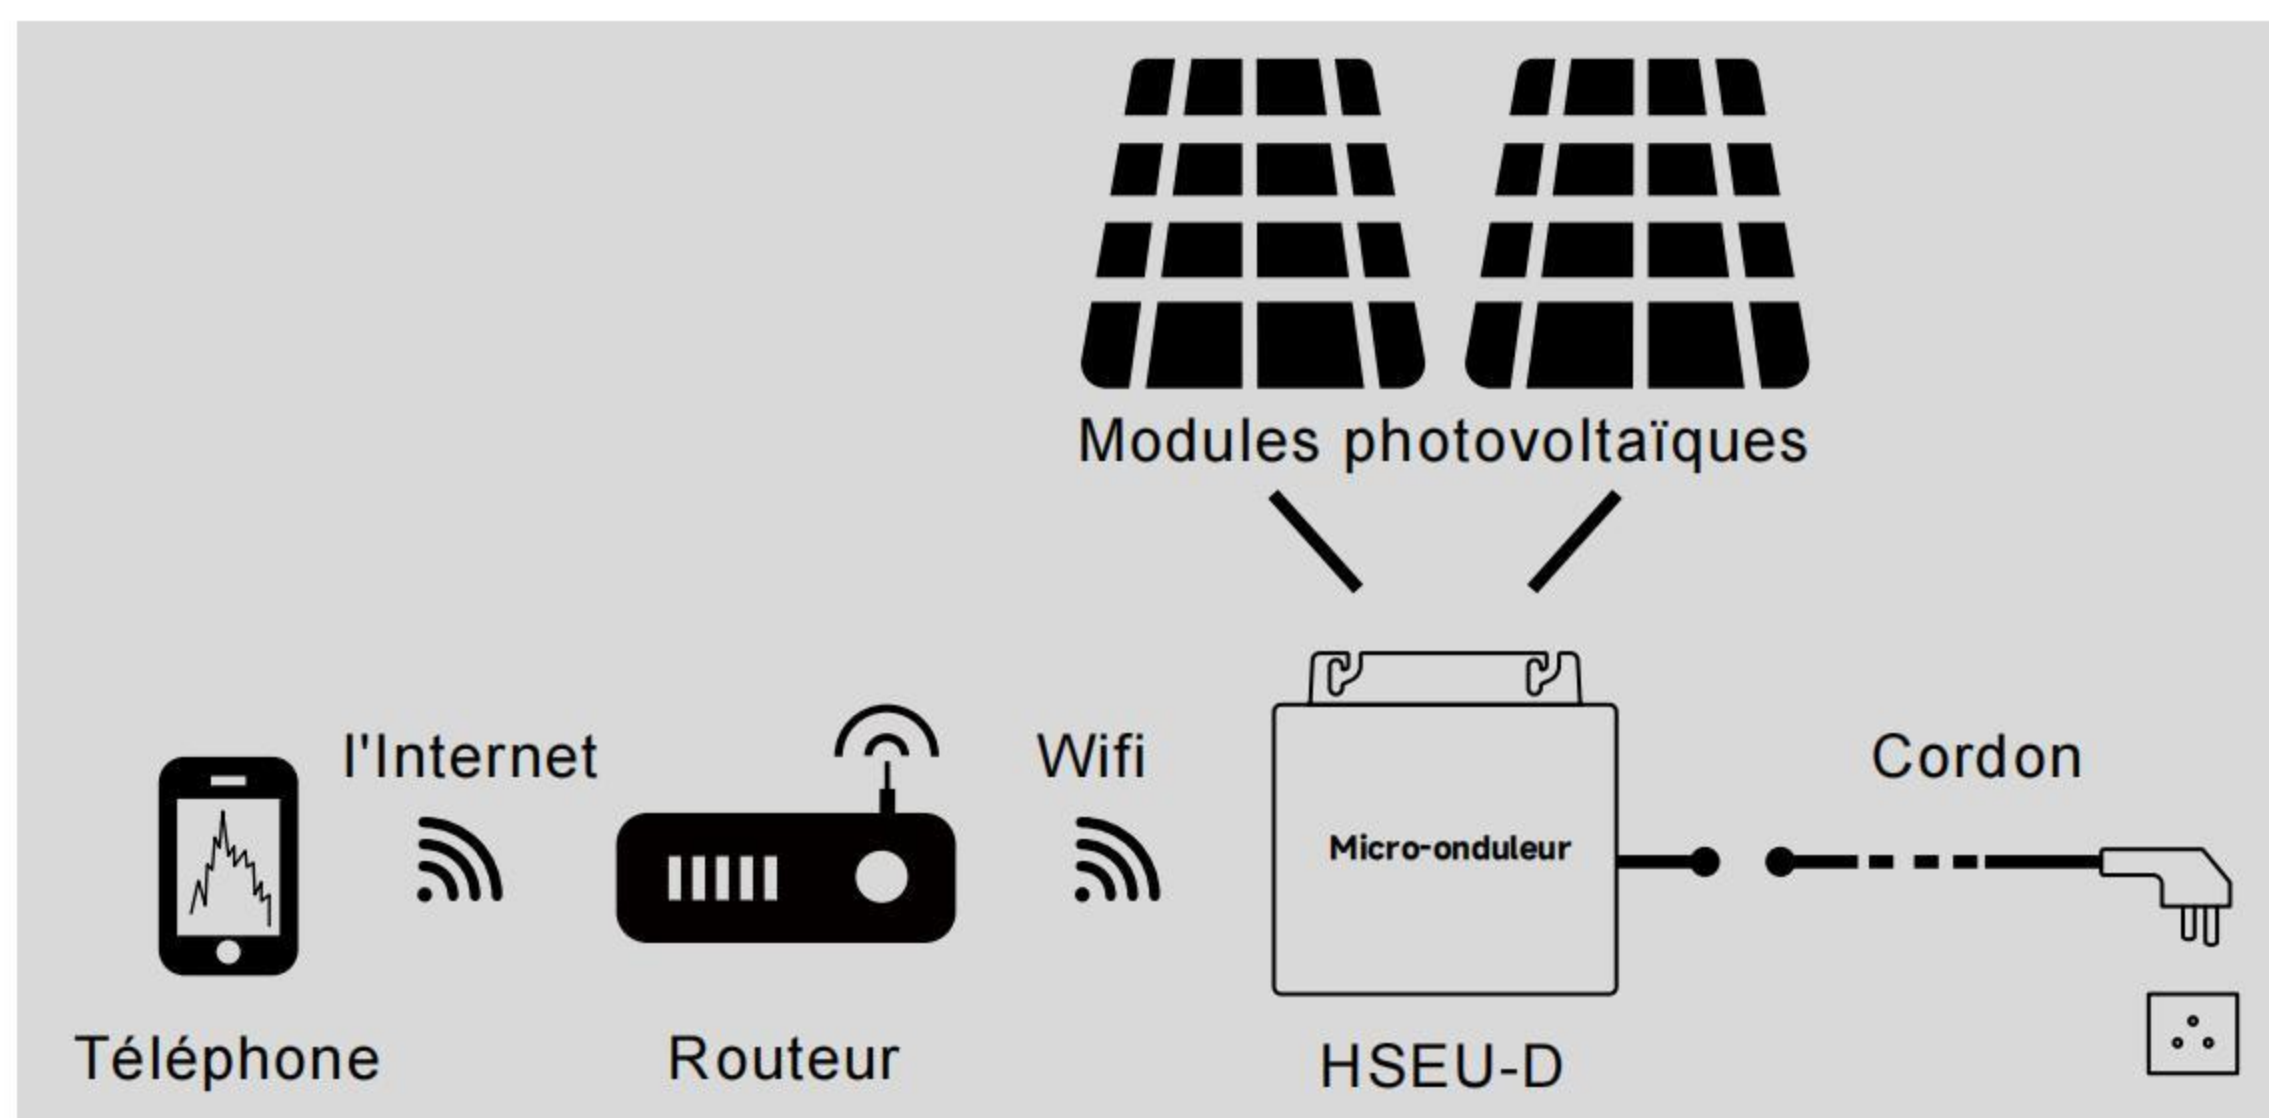 Modules photovoltaïques
l'Internet
Wifi
Cordon
Micro-onduleur
Téléphone
Routeur
HSEU-D